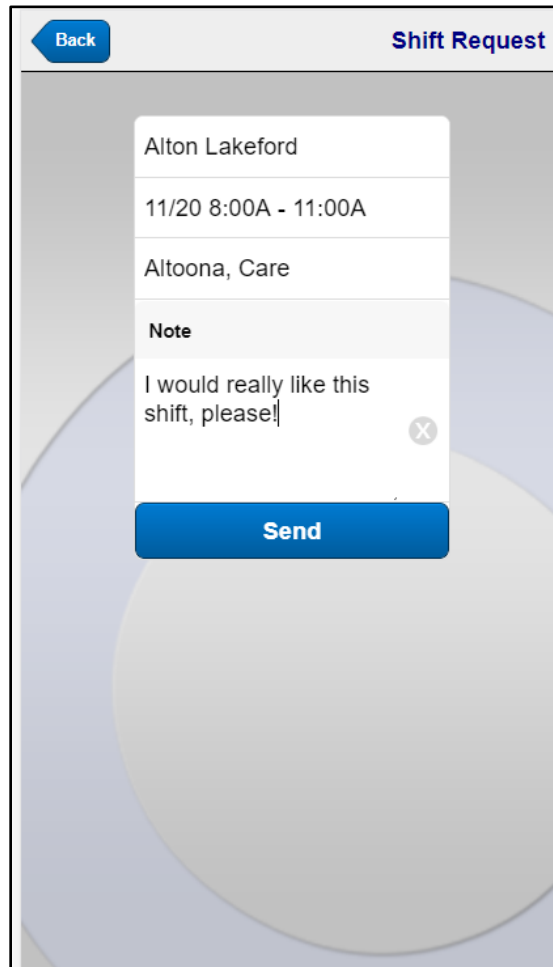 Back
Shift Request
Alton Lakeford
11/20 8:00A - 11:00A
Altoona, Care
Note
I would really like this
shift, please!
X
Send